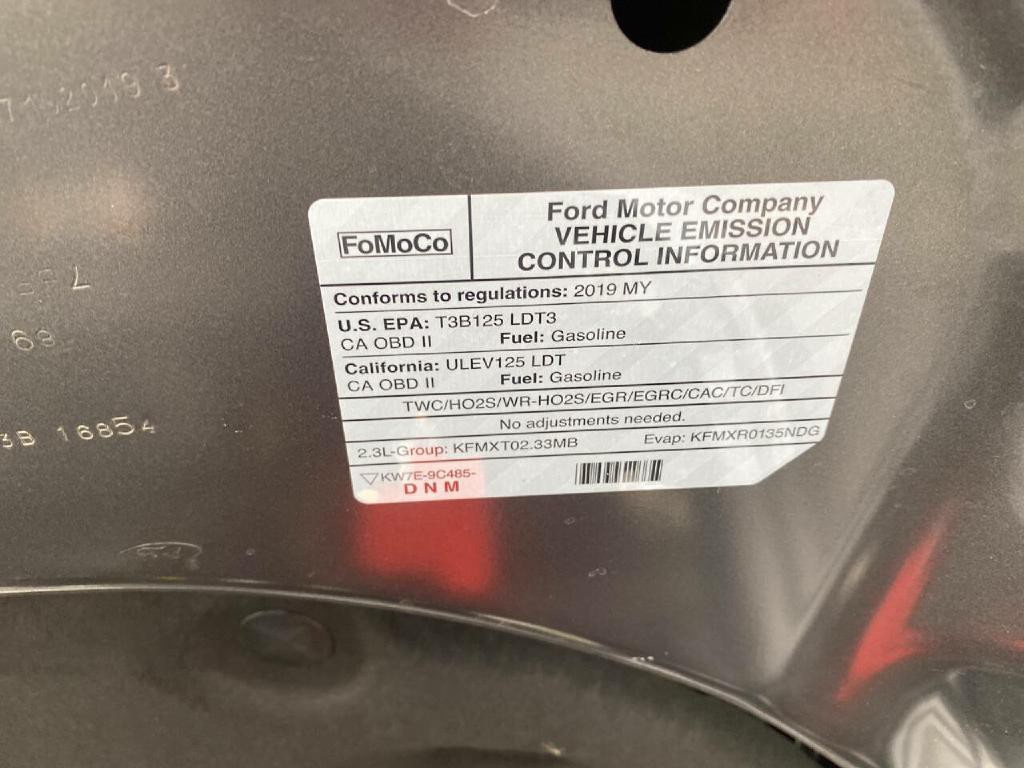 7152019 3
FoMoCo
Ford Motor Company
VEHICLE EMISSION
CONTROL INFORMATION
Conforms to regulations: 2019 MY
U.S. EPA: T3B125 LDT3
CA OBD II Fuel: Gasoline
California: ULEV125 LDT
CA OBD II Fuel: Gasoline
TWC/HO2S/WR-HO2S/EGR/EGRC/CAC/TC/DFI
No adjustments needed.
2.3L-Group: KFMXT02.33MB Evap: KFMXR0135NDG
KW7E-9C485-
DNM
3B 16854